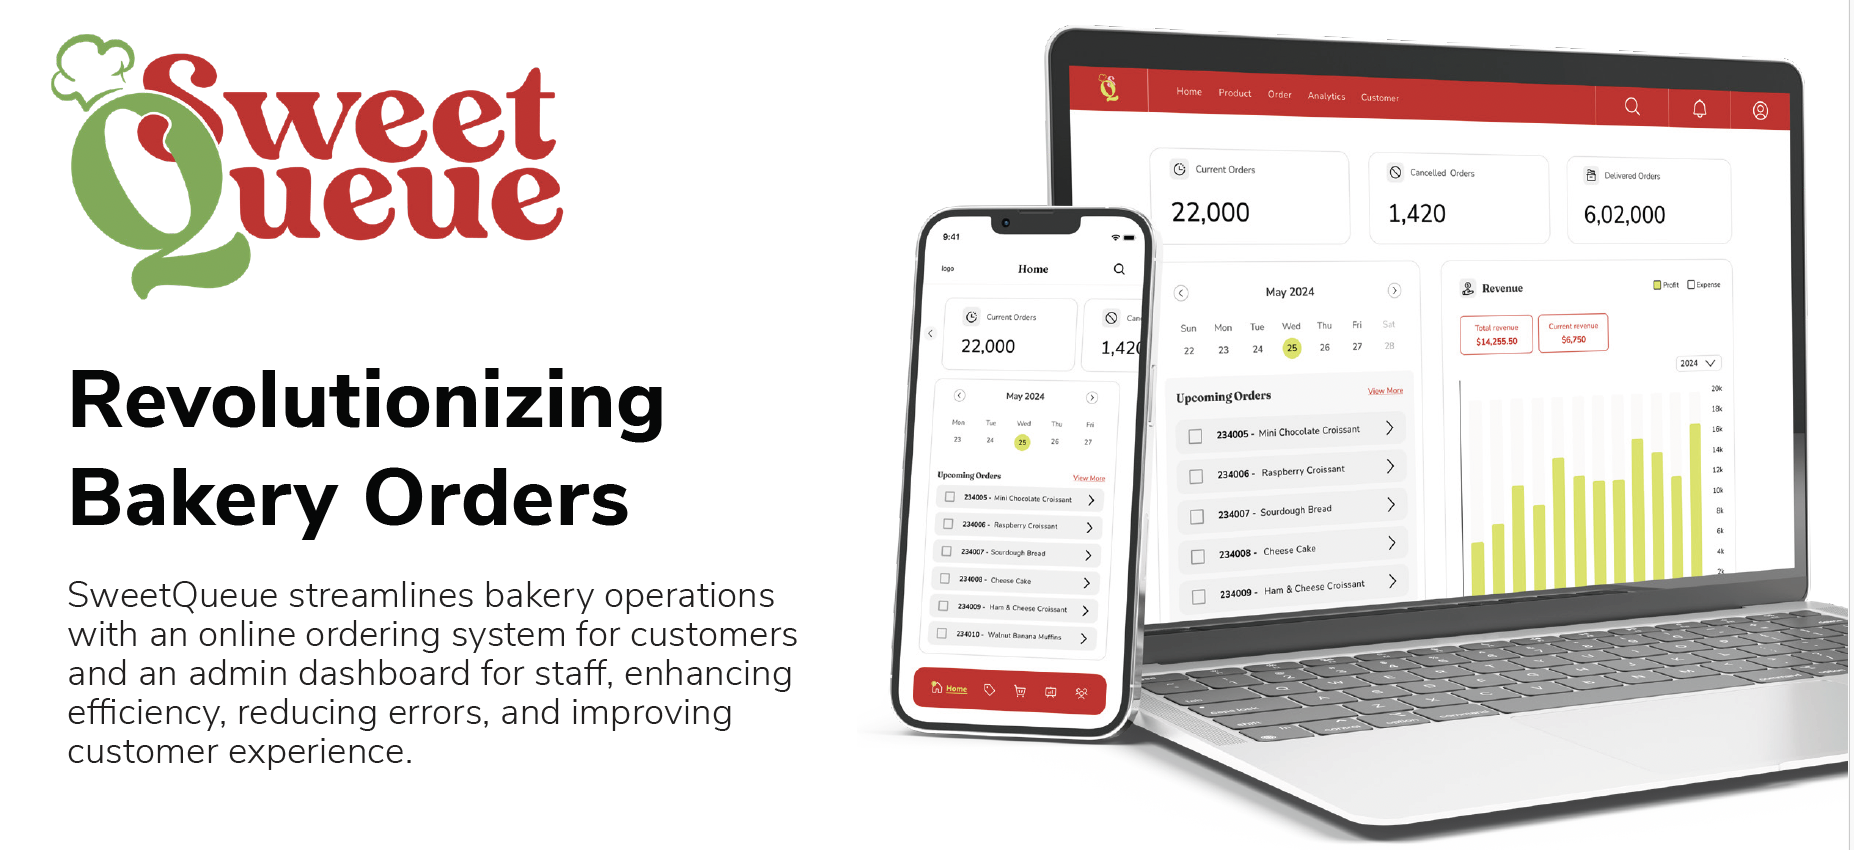 Sweet
Queue
Revolutionizing
Bakery Orders
SweetQueue streamlines bakery operations
with an online ordering system for customers
and an admin dashboard for staff, enhancing
efficiency, reducing errors, and improving
customer experience.
9:41
logo
Home
Current Orders
22,000
Canc
1,420
May 2024
Mon Tue Wed Thu Fri
23 24 25 26 27
Upcoming Orders View More
234005 - Mini Chocolate Croissant
234006 - Raspberry Croissant
234007 - Sourdough Bread
234008 - Cheese Cake
234009 - Ham & Cheese Croissant
234010 - Walnut Banana Muffins
Home
Home Product Order Analytics Customer
Current Orders
22,000
Cancelled Orders
1,420
Delivered Orders
6,02,000
May 2024
Sun Mon Tue Wed Thu Fri Sat
22 23 24 25 26 27 28
Upcoming Orders View More
234005 - Mini Chocolate Croissant
234006 - Raspberry Croissant
234007 - Sourdough Bread
234008 - Cheese Cake
234009 - Ham & Cheese Croissant
Revenue
Profit Expense
Total revenue
$14,255.50
Current revenue
$6,750
2024
20k
18k
16k
14k
12k
10k
8k
6k
4k
2k